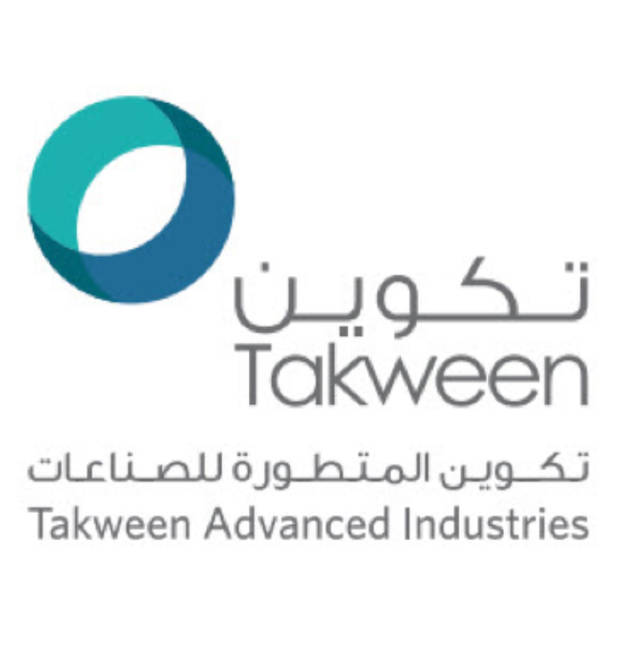 تكوين
Takween
تكوين المتطورة للصناعات
Takween Advanced Industries